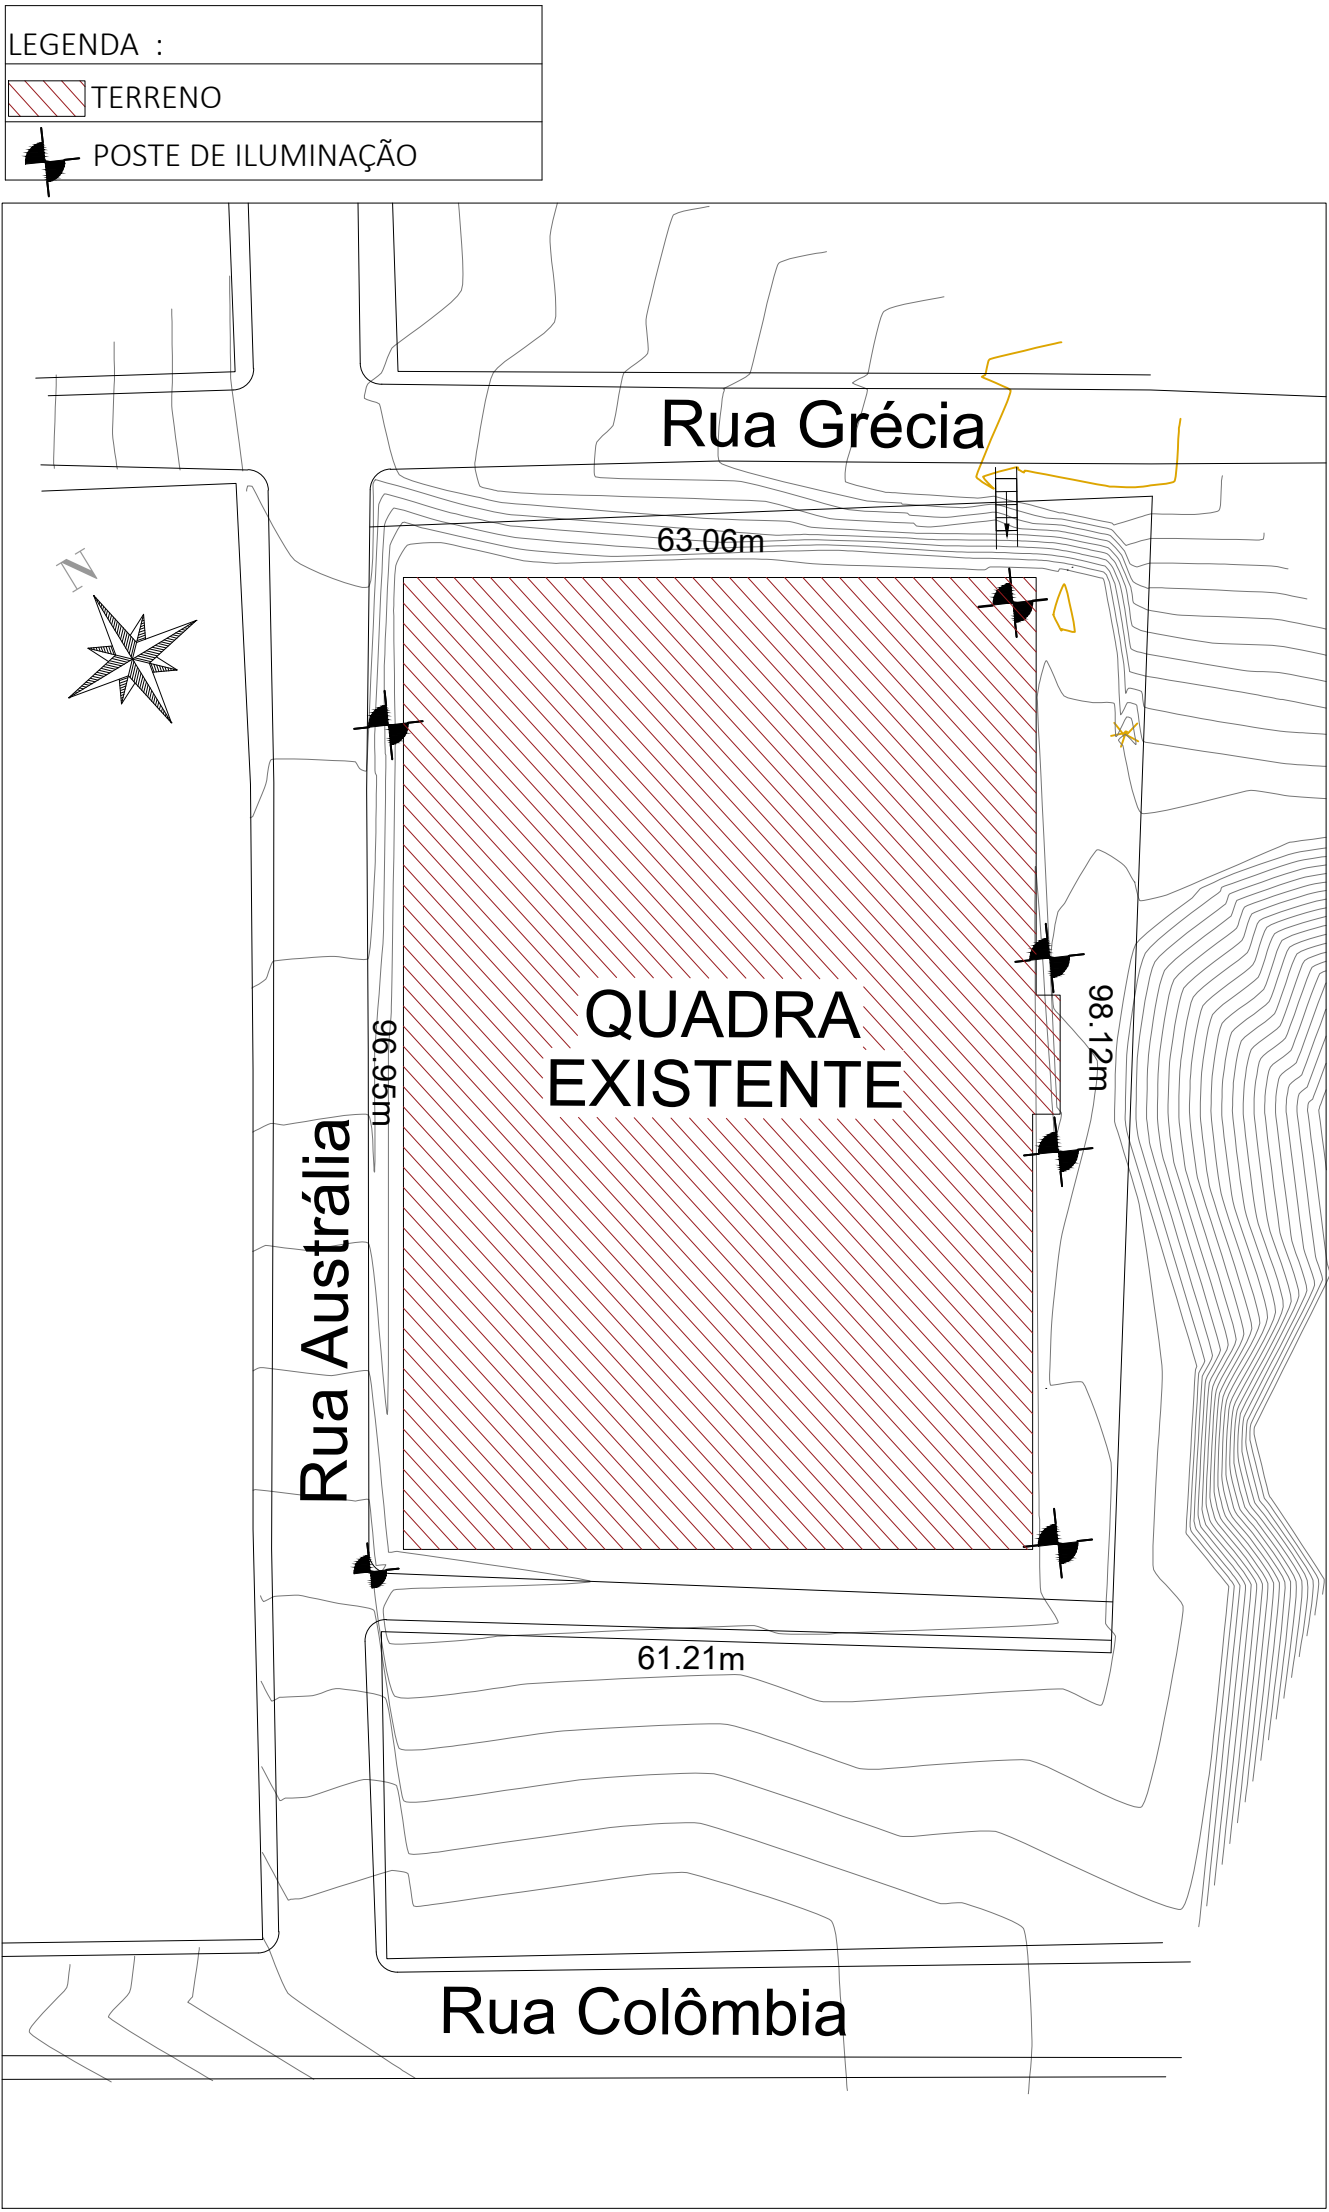 LEGENDA :
TERRENO
POSTE DE ILUMINAÇÃO
Rua Grécia
63.06m
N
QUADRA
EXISTENTE
96.95m
98.12m
Rua Austrália
61.21m
Rua Colômbia